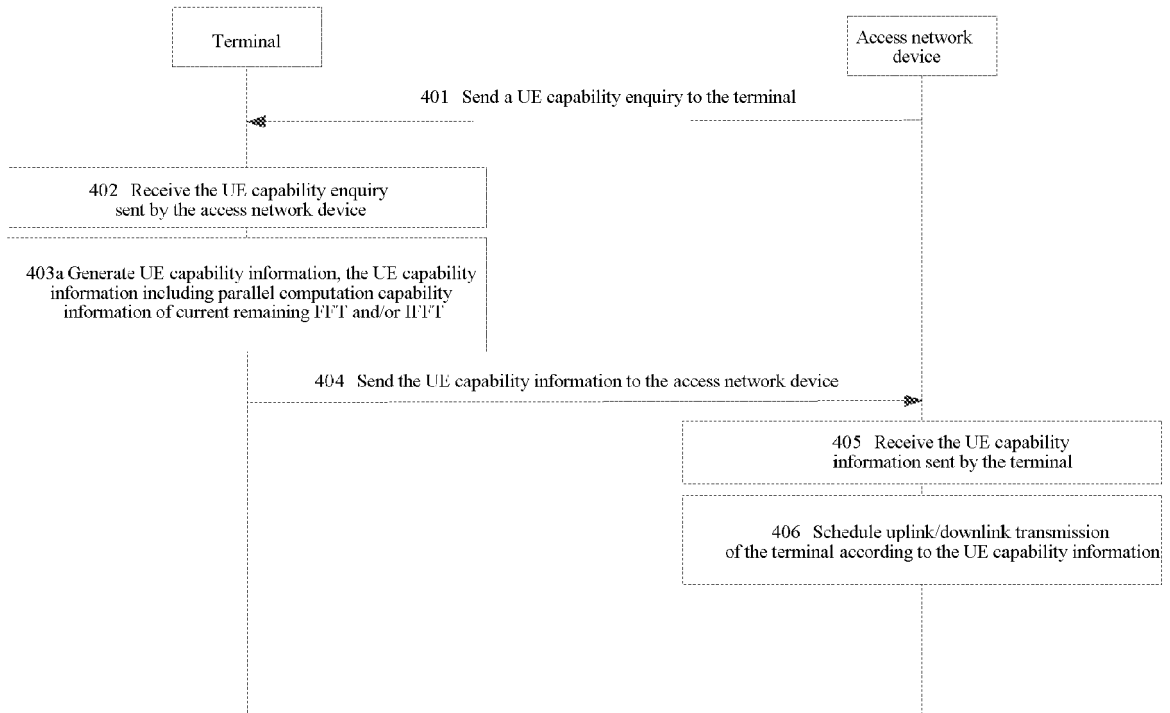 Terminal
Access network
device
401 Send a UE capability enquiry to the terminal
402 Receive the UE capability enquiry
sent by the access network device
403a Generate UE capability information, the UE capability
information including parallel computation capability
information of current remaining FFT and/or IFFT
404 Send the UE capability information to the access network device
405 Receive the UE capability
information sent by the terminal
406 Schedule uplink/downlink transmission
of the terminal according to the UE capability information